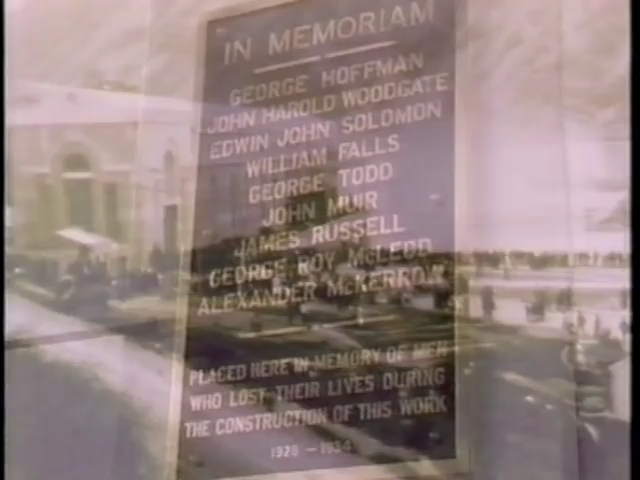 IN MEMORIAM
GEORGE HOFFMAN
JOHN HAROLD WOODGATE
EDWIN JOHN SOLOMON
WILLIAM FALLS
GEORGE TODD
JOHN MUIR
JAMES RUSSELL
GEORGE ROY McLEOD
ALEXANDER McKERROW
PLACED HERE IN MEMORY OF MEN
WHO LOST THEIR LIVES DURING
THE CONSTRUCTION OF THIS WORK
1928 —